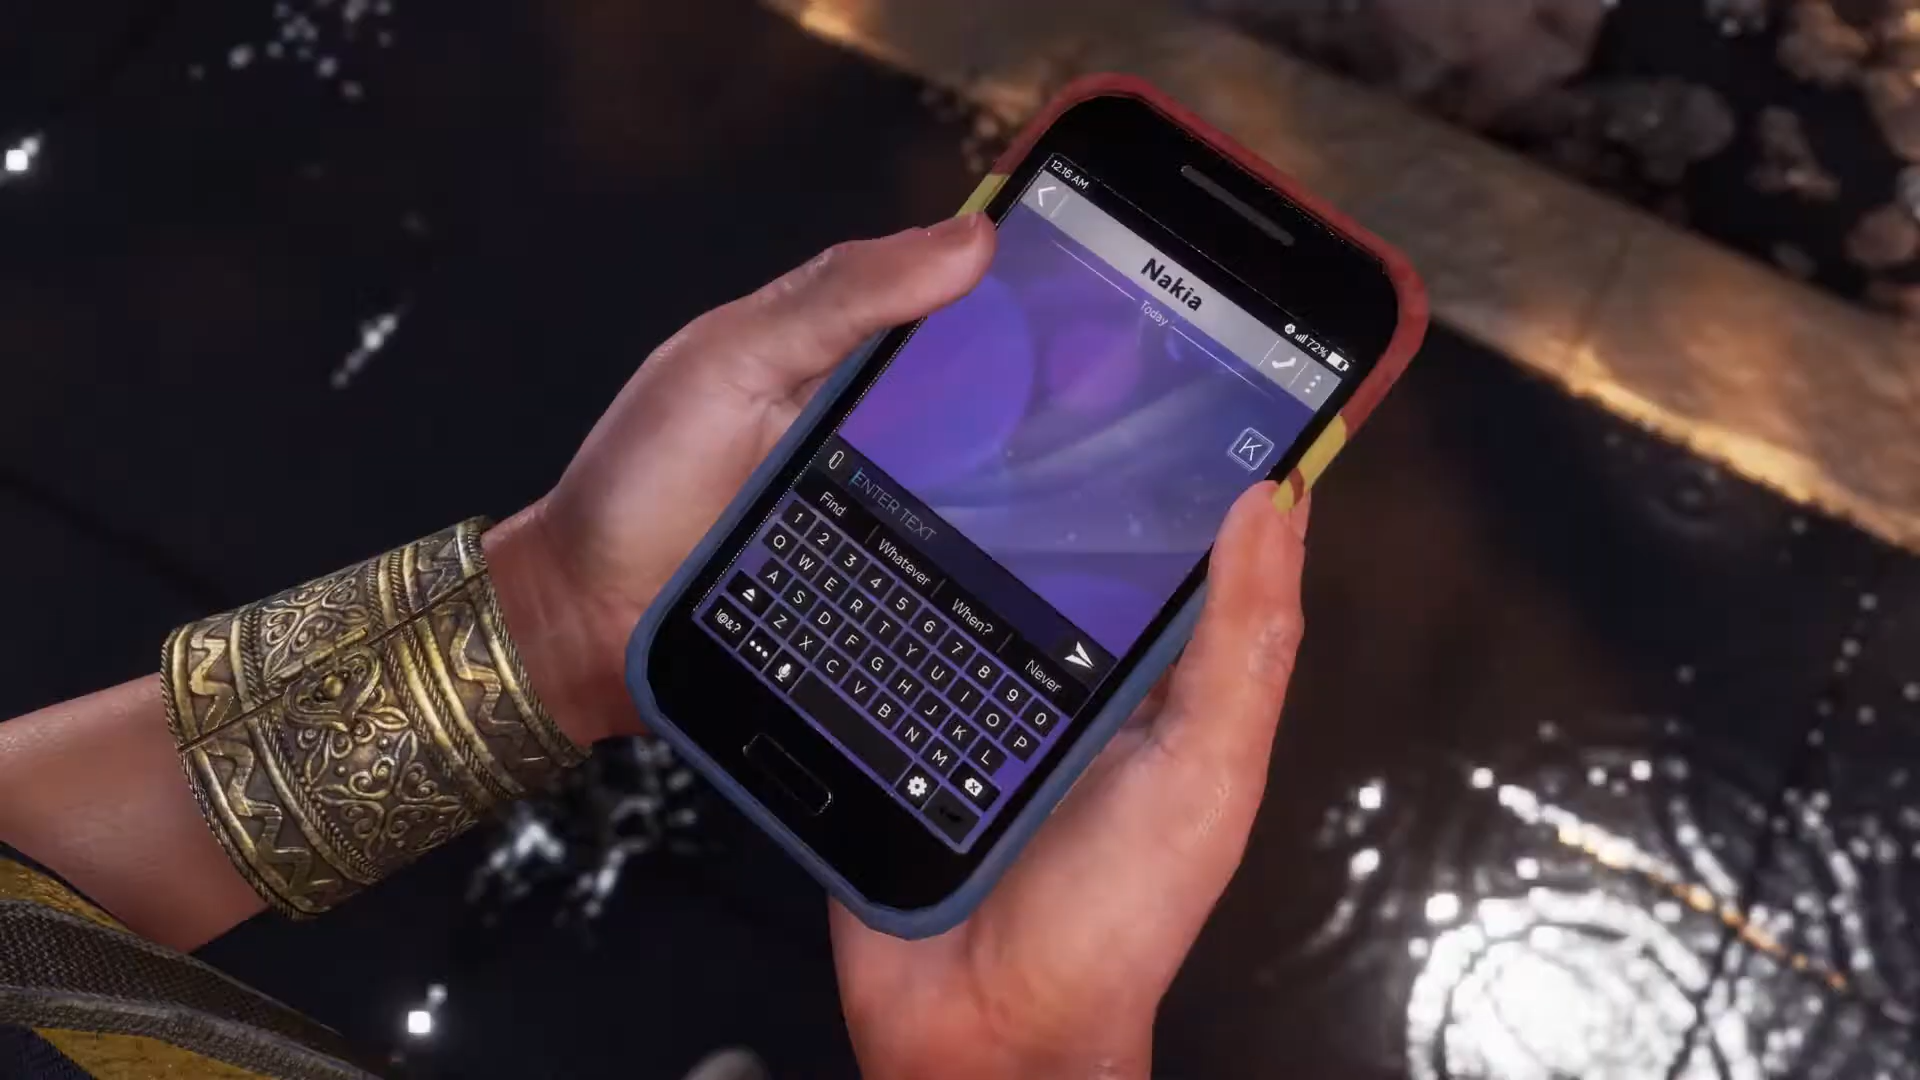 12:16 AM
72%
Nakia
Today
K
ENTER TEXT
Find Whatever When? Never
1 2 3 4 5 6 7 8 9 0
Q W E R T Y U I O P
A S D F G H J K L
Z X C V B N M
!@&?